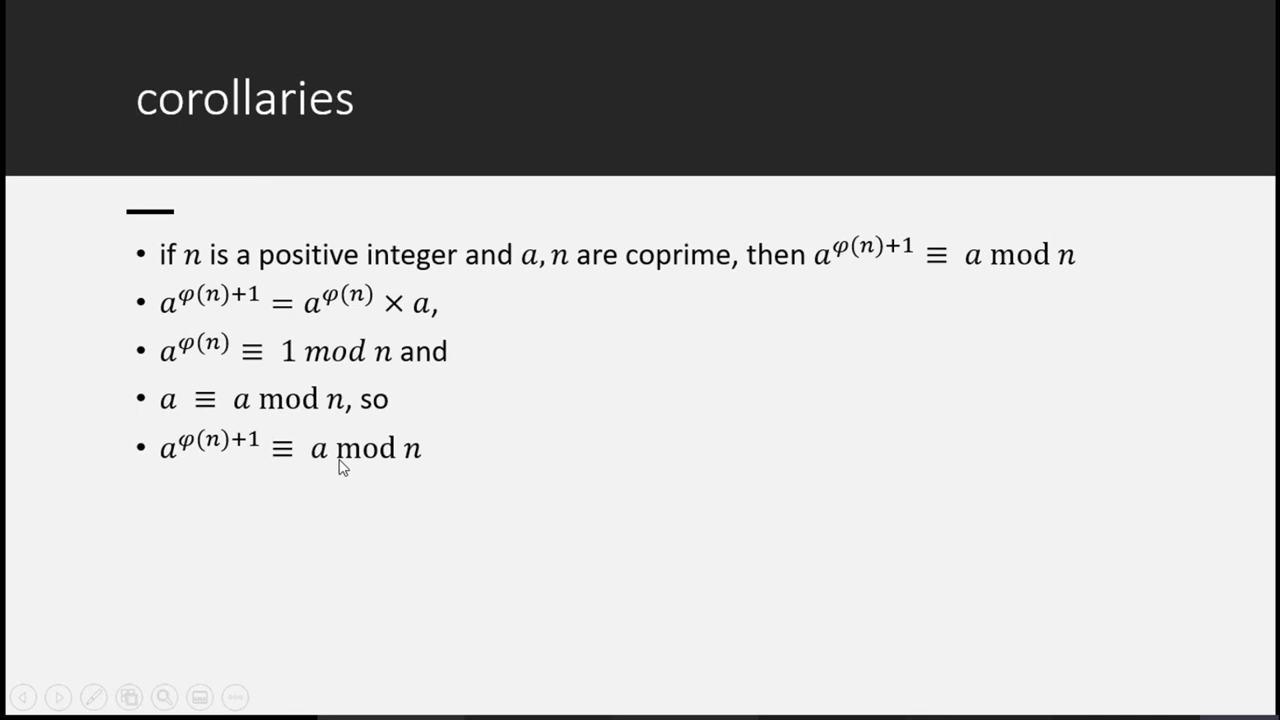 corollaries
• if 𝑛 is a positive integer and 𝑎, 𝑛 are coprime, then 𝑎^{𝜑(𝑛)+1} ≡ 𝑎 mod 𝑛
• 𝑎^{𝜑(𝑛)+1} = 𝑎^{𝜑(𝑛)} × 𝑎,
• 𝑎^{𝜑(𝑛)} ≡ 1 𝑚𝑜𝑑 𝑛 and
• 𝑎 ≡ 𝑎 mod 𝑛, so
• 𝑎^{𝜑(𝑛)+1} ≡ 𝑎 mod 𝑛